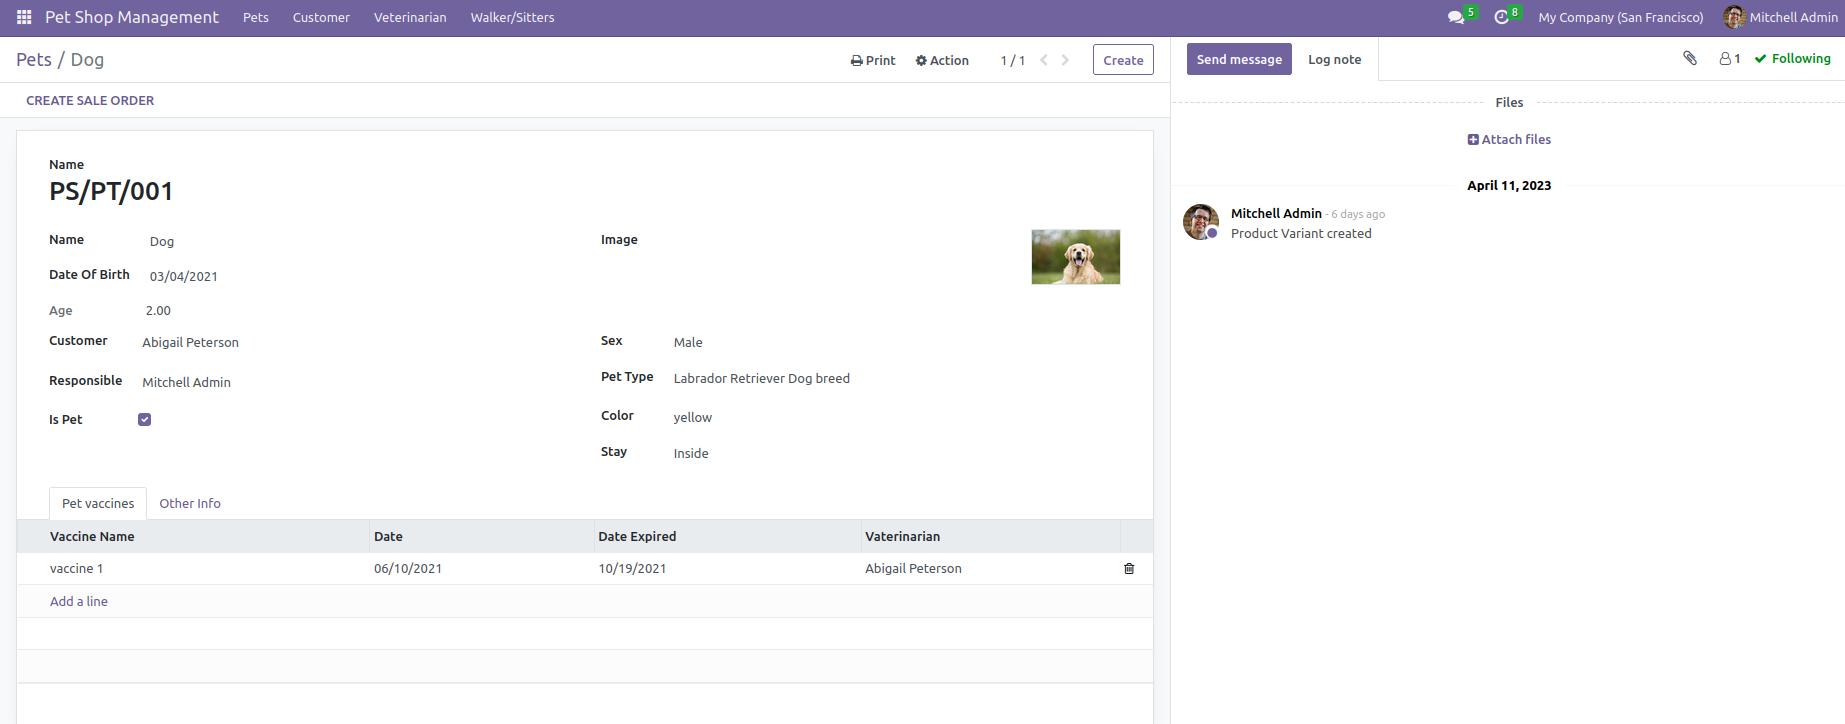 Pet Shop Management Pets Customer Veterinarian Walker/Sitters 5 8 My Company (San Francisco) Mitchell Admin
Pets / Dog Print Action 1 / 1 Create
CREATE SALE ORDER
Name
PS/PT/001
Name Dog Image
Date Of Birth 03/04/2021
Age 2.00
Customer Abigail Peterson Sex Male
Responsible Mitchell Admin Pet Type Labrador Retriever Dog breed
Is Pet Color yellow
Stay Inside
Pet vaccines Other Info
Vaccine Name Date Date Expired Vaterinarian
vaccine 1 06/10/2021 10/19/2021 Abigail Peterson
Add a line
Send message Log note 1 Following
Files
Attach files
April 11, 2023
Mitchell Admin - 6 days ago
Product Variant created